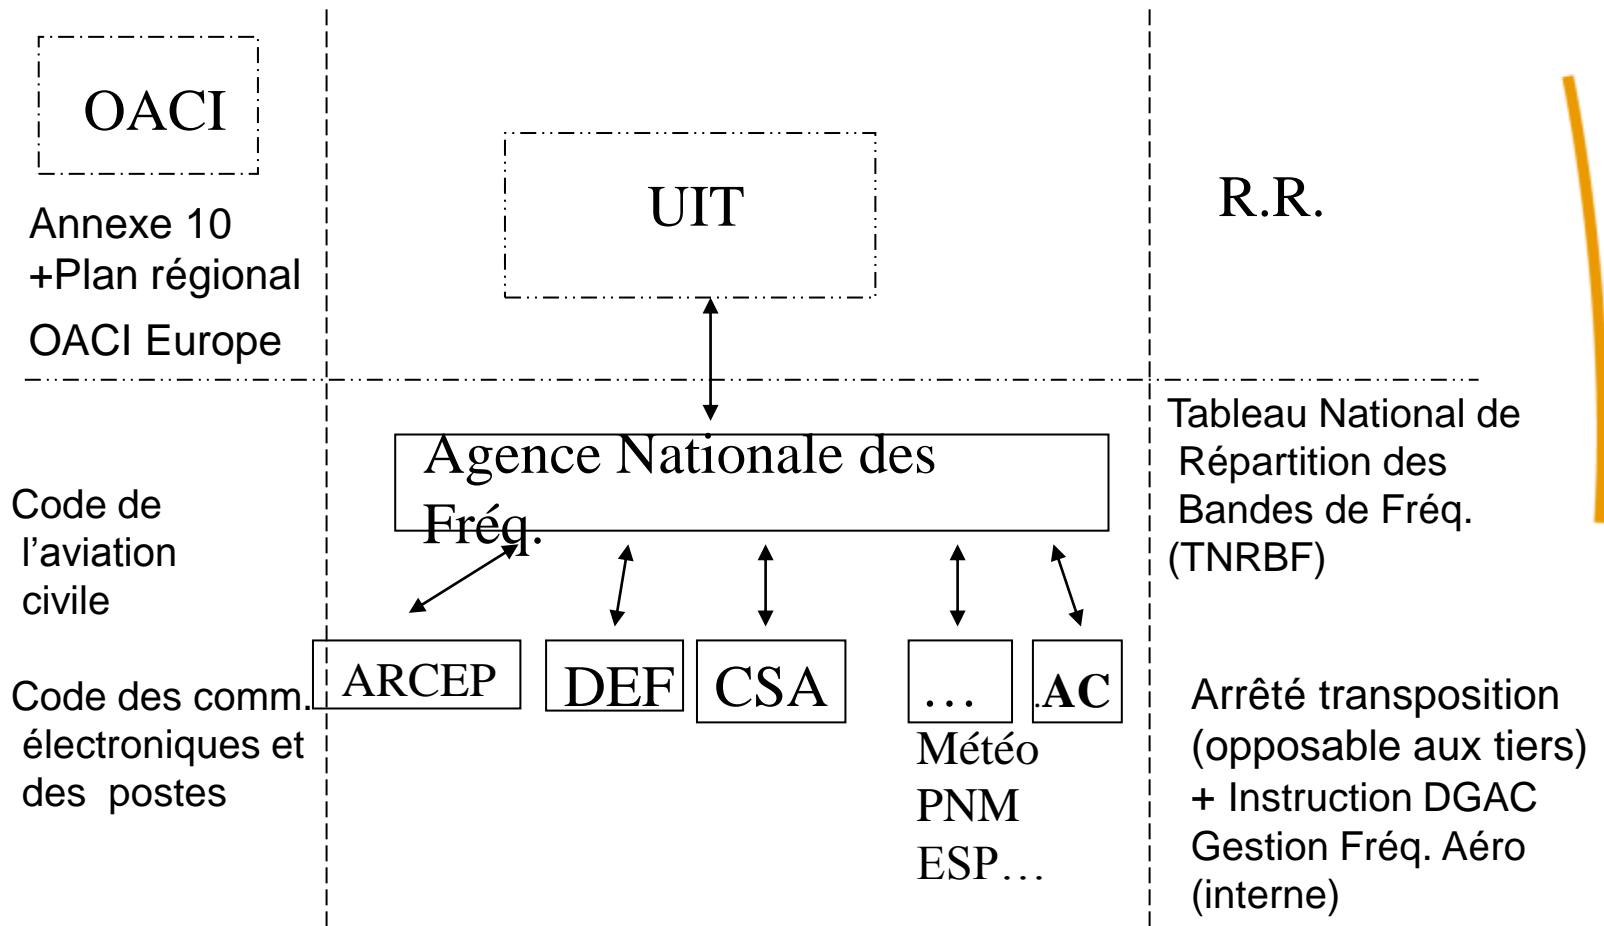 OACI
Annexe 10
+Plan régional
OACI Europe
UIT
R.R.
Agence Nationale des
Fréq.
Tableau National de
Répartition des
Bandes de Fréq.
(TNRBF)
Code de
l’aviation
civile
Code des comm.
électroniques et
des postes
ARCEP
DEF
CSA
…
Météo
PNM
ESP…
.AC
Arrêté transposition
(opposable aux tiers)
+ Instruction DGAC
Gestion Fréq. Aéro
(interne)